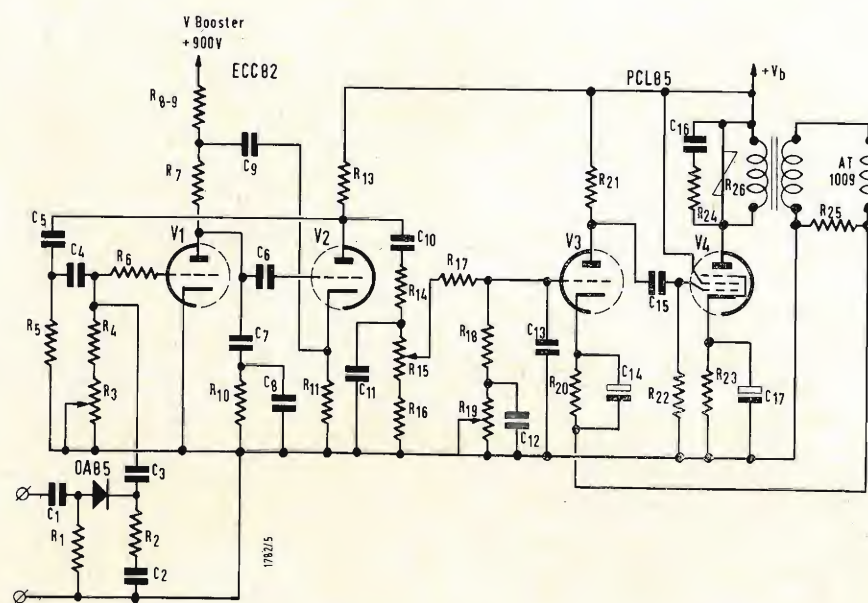 V Booster
+900V
ECC82
PCL85
+Vb
R8-9
C16
C9
R7
R13
R21
R26
AT
1009
R24
R25
C5
V1
V2
C10
V3
V4
C4
R6
C6
R17
R14
C15
C7
R18
C13
R5
R4
R15
C14
R3
R10
C8
R11
C11
R16
R19
R20
R22
R23
C17
C12
OA85
C3
C1
R1
R2
C2
1782/5